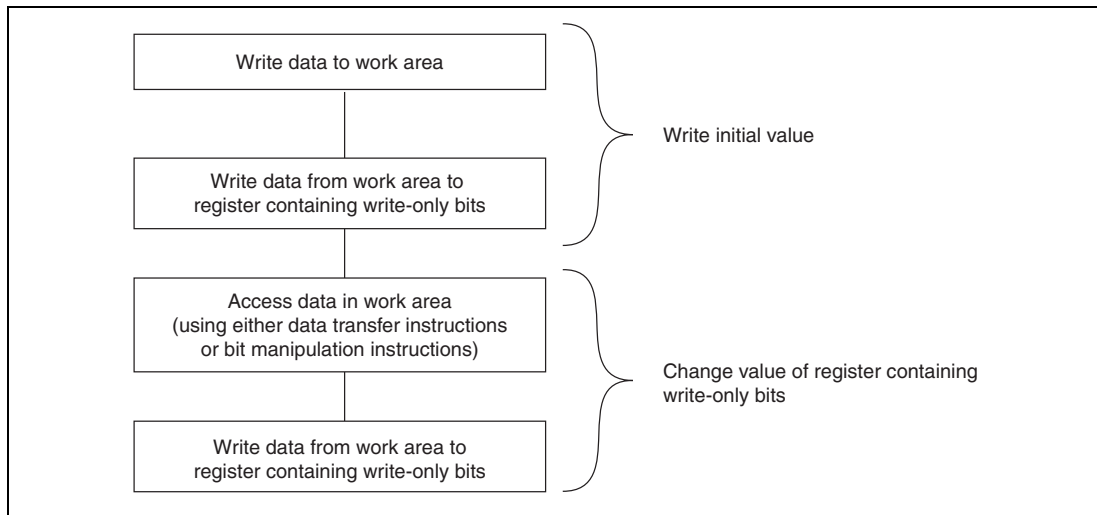 Write data to work area
Write initial value
Write data from work area to
register containing write-only bits
Access data in work area
(using either data transfer instructions
or bit manipulation instructions)
Change value of register containing
write-only bits
Write data from work area to
register containing write-only bits